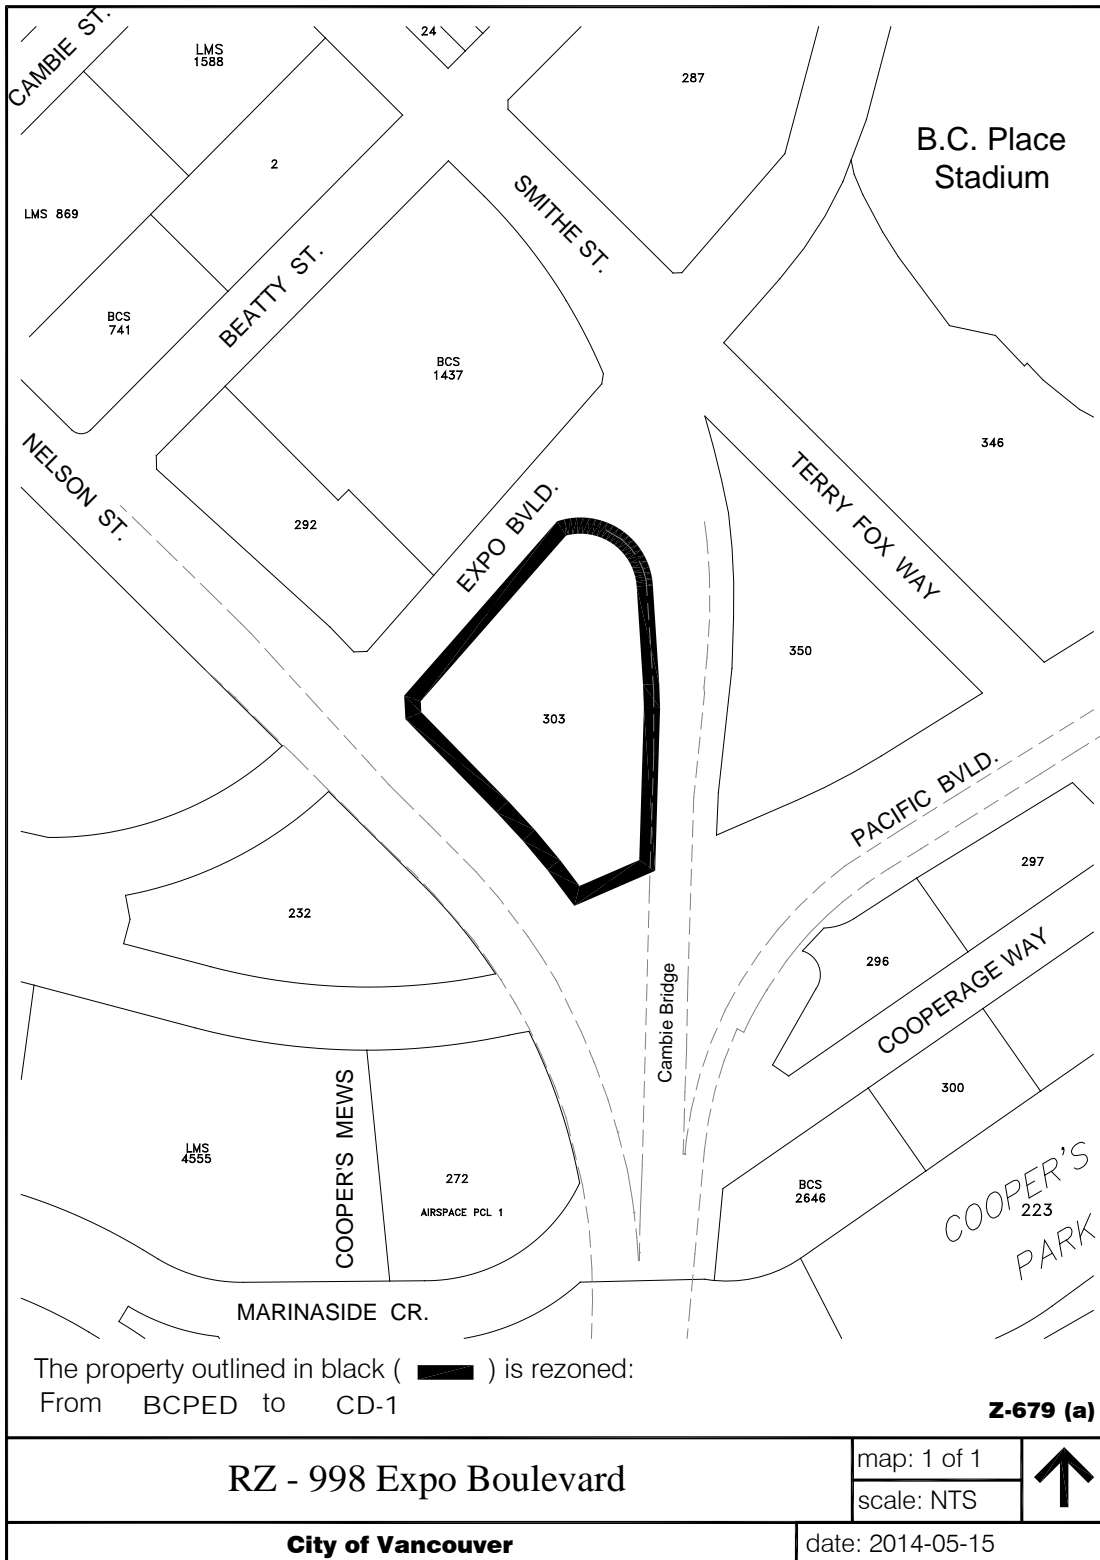 CAMBIE ST.
LMS
1588
24
287
B.C. Place
Stadium
2
SMITHE ST.
LMS 869
BEATTY ST.
BCS
741
BCS
1437
346
NELSON ST.
TERRY FOX WAY
EXPO BVLD.
292
350
303
PACIFIC BVLD.
297
232
296
COOPERAGE WAY
Cambie Bridge
COOPER'S MEWS
300
LMS
4555
272
AIRSPACE PCL 1
BCS
2646
COOPER'S
223
PARK
MARINASIDE CR.
The property outlined in black ( ) is rezoned:
From BCPED to CD-1
Z-679 (a)
RZ - 998 Expo Boulevard
map: 1 of 1
scale: NTS
City of Vancouver
date: 2014-05-15